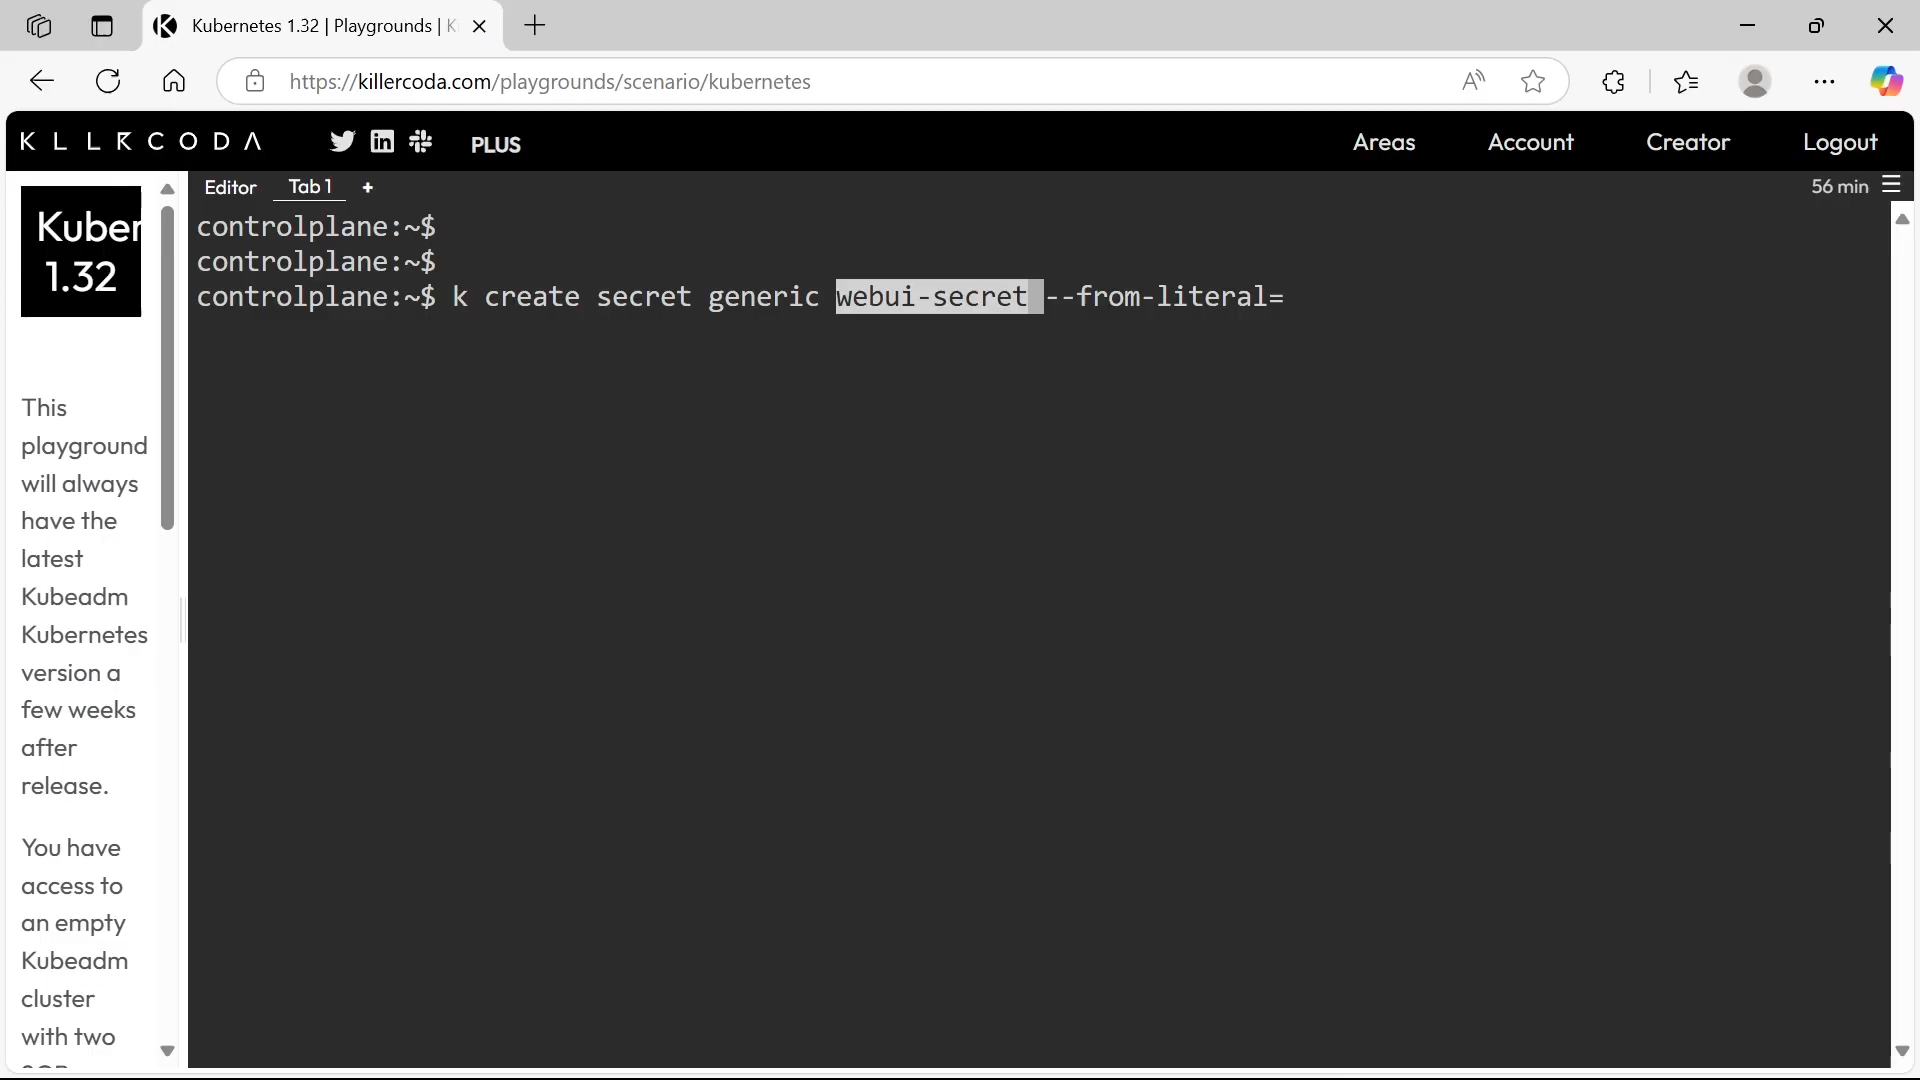 Kubernetes 1.32 | Playgrounds | K
https://killercoda.com/playgrounds/scenario/kubernetes
KILLERCODA
PLUS
Areas
Account
Creator
Logout
Kuber
1.32
This
playground
will always
have the
latest
Kubeadm
Kubernetes
version a
few weeks
after
release.
You have
access to
an empty
Kubeadm
cluster
with two
Editor
Tab 1
+
56 min
controlplane:~$
controlplane:~$
controlplane:~$ k create secret generic webui-secret --from-literal=